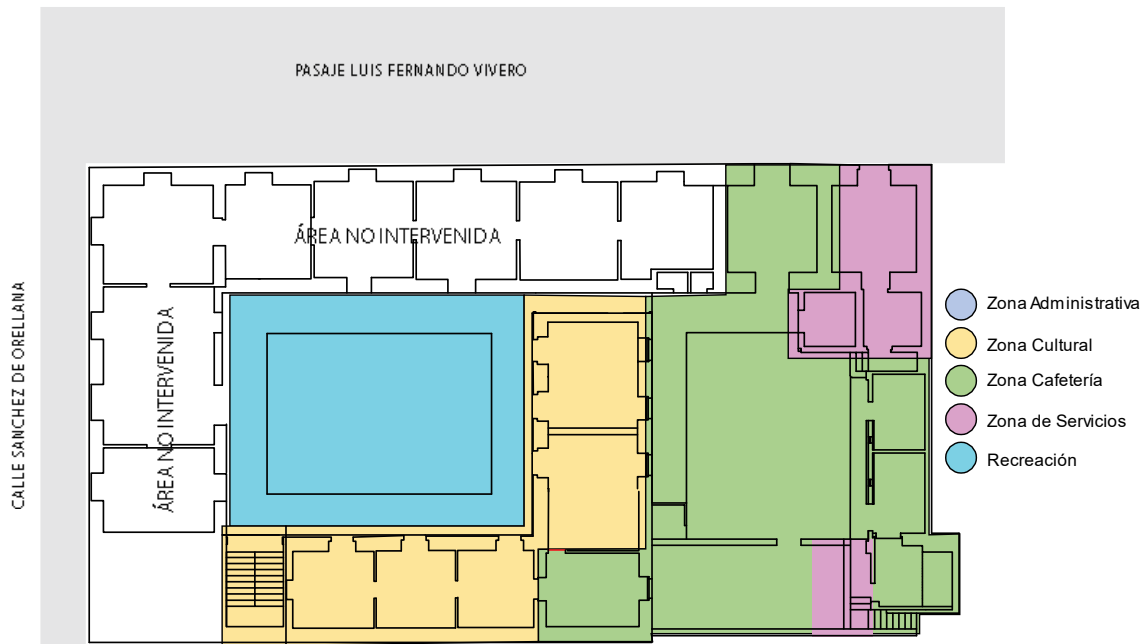 PASAJE LUIS FERNANDO VIVERO
ÁREA NO INTERVENIDA
CALLE SANCHEZ DE ORELLANA
ÁREA NO INTERVENIDA
Zona Administrativa
Zona Cultural
Zona Cafetería
Zona de Servicios
Recreación